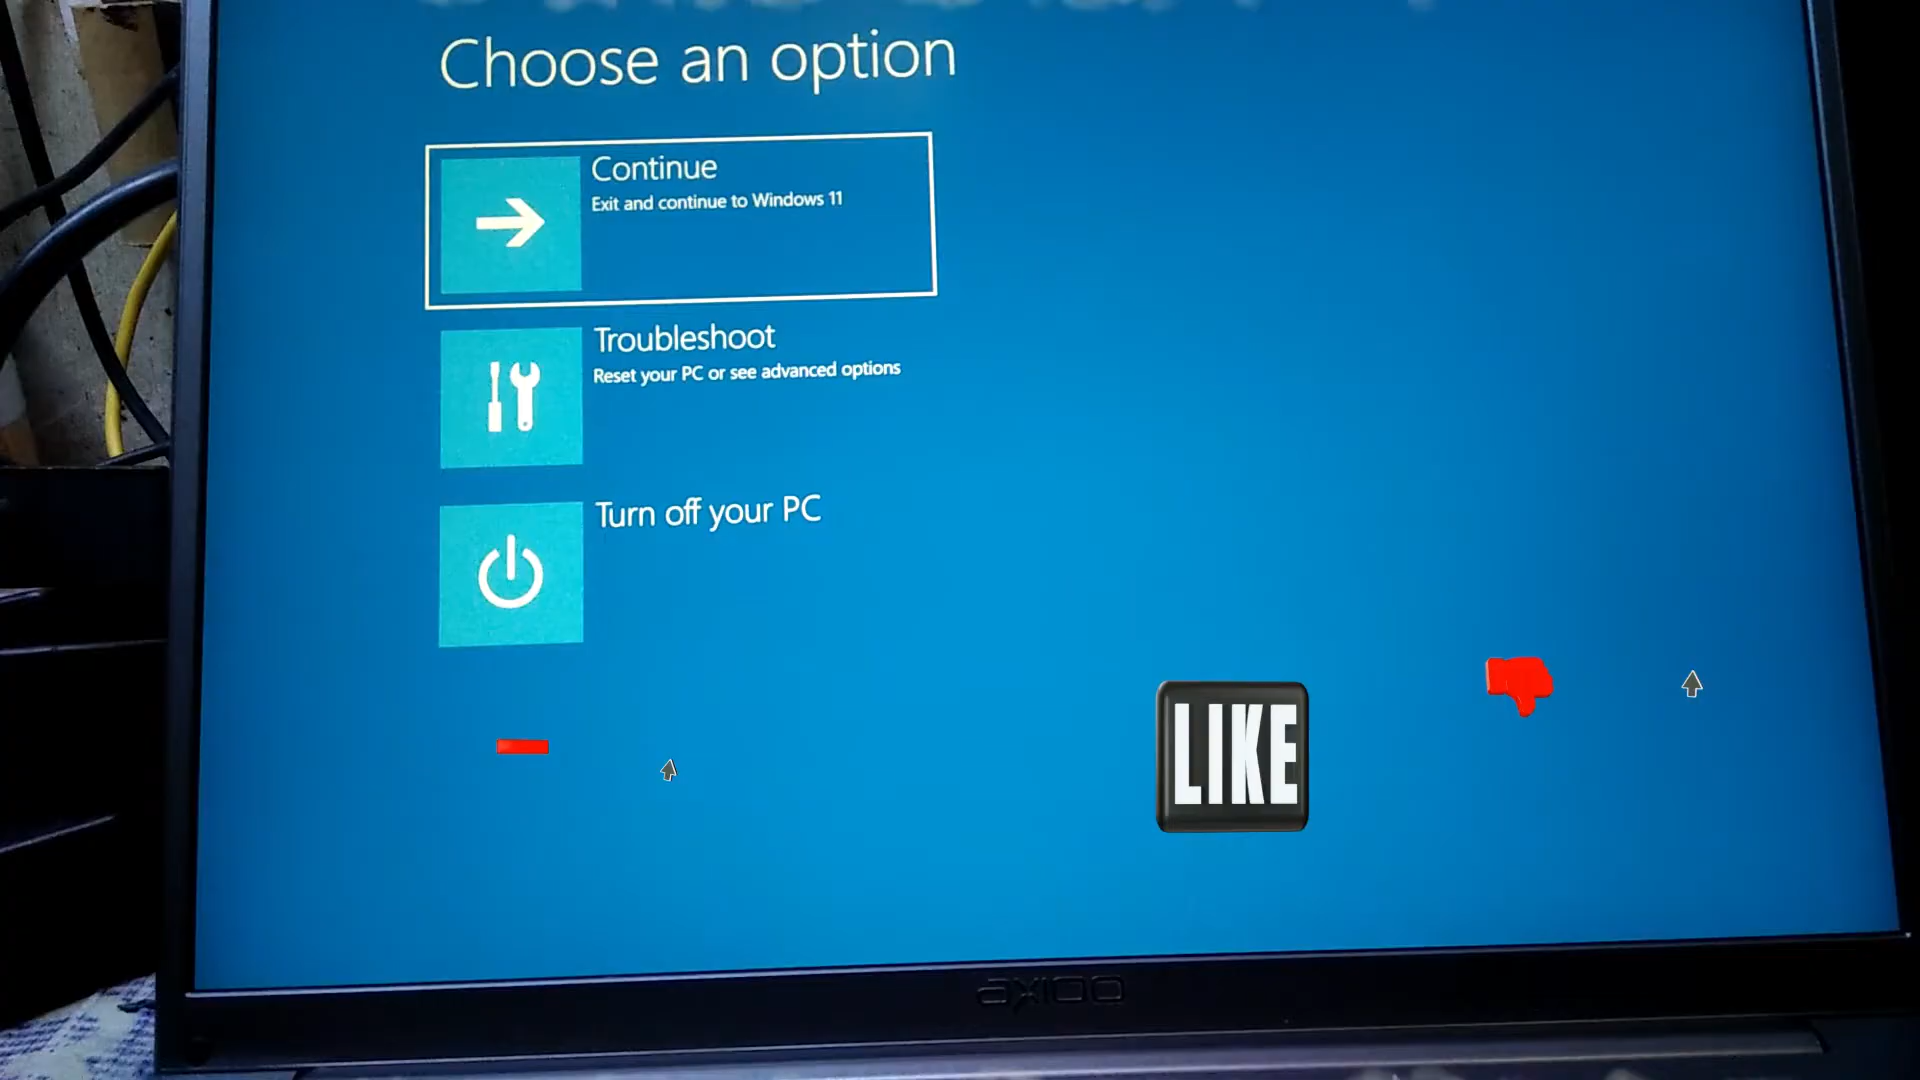 Choose an option
Continue
Exit and continue to Windows 11
Troubleshoot
Reset your PC or see advanced options
Turn off your PC
LIKE
axioo